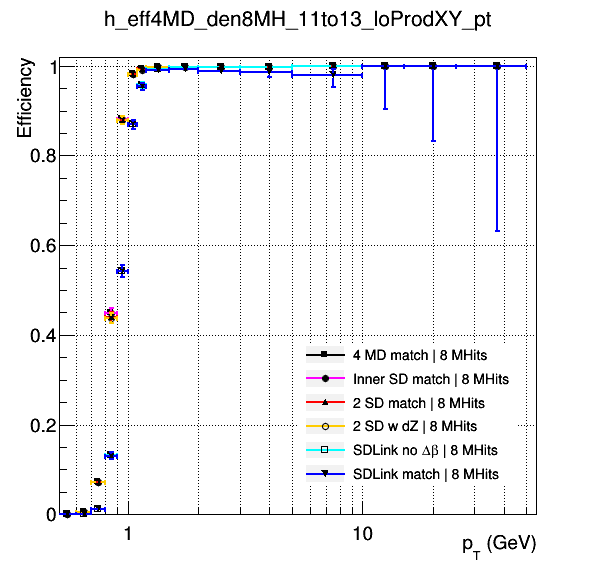 h_eff4MD_den8MH_11to13_loProdXY_pt
Efficiency
1
0.8
0.6
0.4
0.2
0
4 MD match | 8 MHits
Inner SD match | 8 MHits
2 SD match | 8 MHits
2 SD w dZ | 8 MHits
SDLink no Δβ | 8 MHits
SDLink match | 8 MHits
1 10
p_T (GeV)